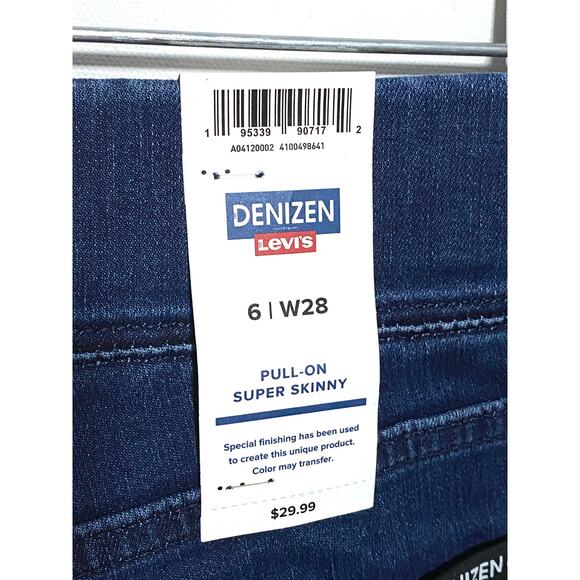 1 95339 90717 2
A04120002 4100498641
DENIZEN
Levi's
6 | W28
PULL-ON
SUPER SKINNY
Special finishing has been used
to create this unique product.
Color may transfer.
$29.99
NIZEN